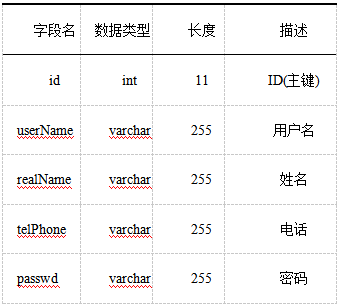 字段名 数据类型 长度 描述
id int 11 ID(主键)
userName varchar 255 用户名
realName varchar 255 姓名
telPhone varchar 255 电话
passwd varchar 255 密码